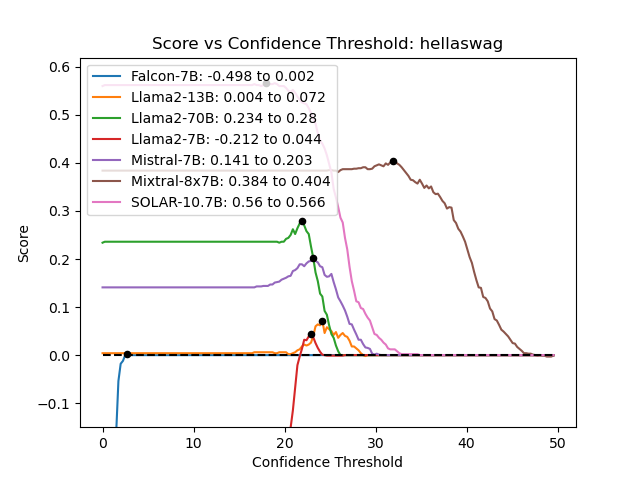 Score vs Confidence Threshold: hellaswag
Falcon-7B: -0.498 to 0.002
Llama2-13B: 0.004 to 0.072
Llama2-70B: 0.234 to 0.28
Llama2-7B: -0.212 to 0.044
Mistral-7B: 0.141 to 0.203
Mixtral-8x7B: 0.384 to 0.404
SOLAR-10.7B: 0.56 to 0.566
0.6
0.5
0.4
0.3
0.2
0.1
0.0
−0.1
Score
0 10 20 30 40 50
Confidence Threshold